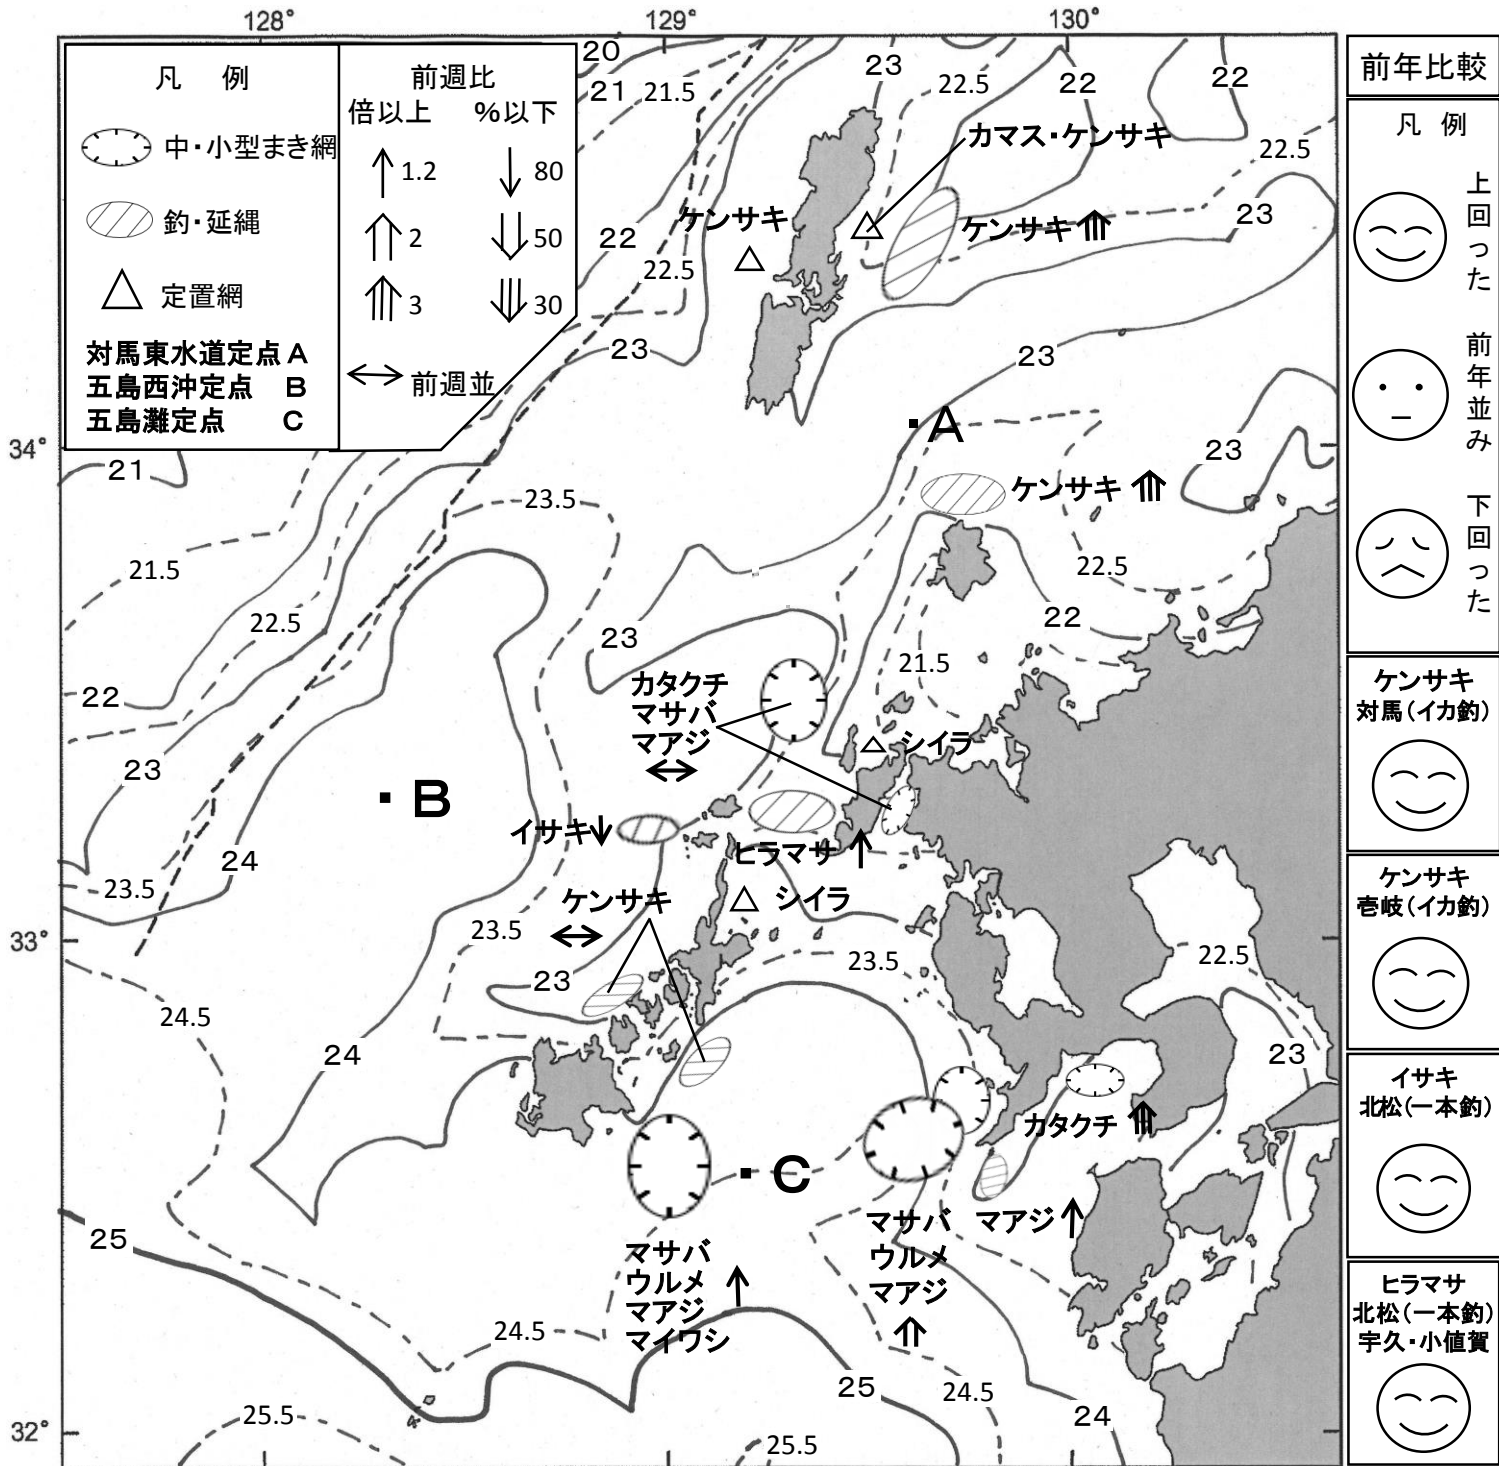 128°
129°
130°
凡 例
中・小型まき網
釣・延縄
定置網
対馬東水道定点 A
五島西沖定点 B
五島灘定点 C
前週比
倍以上 %以下
1.2 80
2 50
3 30
前週並
20
21
21.5
22
22.5
23
23
22.5
22
22
22.5
23
カマス・ケンサキ
ケンサキ
ケンサキ
23
A
34°
21
23
ケンサキ
23.5
21.5
22.5
22.5
22
23
21.5
22
カタクチ
マサバ
マアジ
シイラ
23
B
イサキ
ヒラマサ
24
23.5
ケンサキ
シイラ
33°
23.5
23.5
22.5
23
24.5
24
23
カタクチ
C
マサバ
ウルメ
マアジ
マアジ
25
マサバ
ウルメ
マアジ
マイワシ
24.5
25
24.5
24
25.5
25.5
32°
前年比較
凡 例
上回った
前年並み
下回った
ケンサキ
対馬(イカ釣)
ケンサキ
壱岐(イカ釣)
イサキ
北松(一本釣)
ヒラマサ
北松(一本釣)
宇久・小値賀